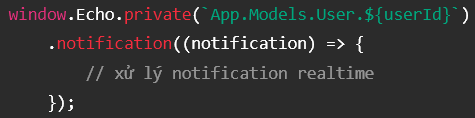 window.Echo.private(`App.Models.User.${userId}`)
    .notification((notification) => {
        // xử lý notification realtime
    });